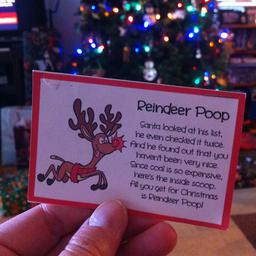 Reindeer Poop
Santa looked at his list,
he even checked it twice.
And he found out that you
haven't been very nice.
Since coal is so expensive,
here's the inside scoop.
All you get for Christmas
is Reindeer Poop!